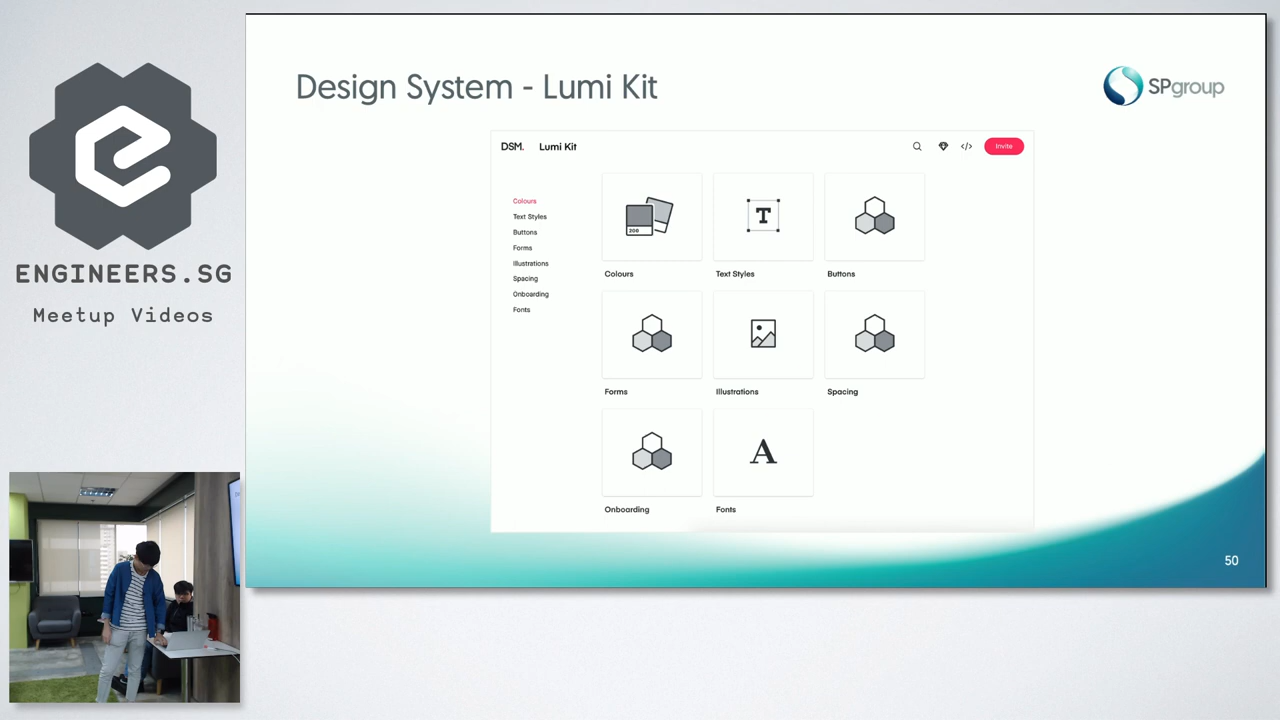 ENGINEERS.SG
Meetup Videos
Design System - Lumi Kit
SPgroup
DSM.
Lumi Kit
</>
Invite
Colours
Text Styles
Buttons
Forms
Illustrations
Spacing
Onboarding
Fonts
206
T
Colours
Text Styles
Buttons
Forms
Illustrations
Spacing
A
Onboarding
Fonts
50